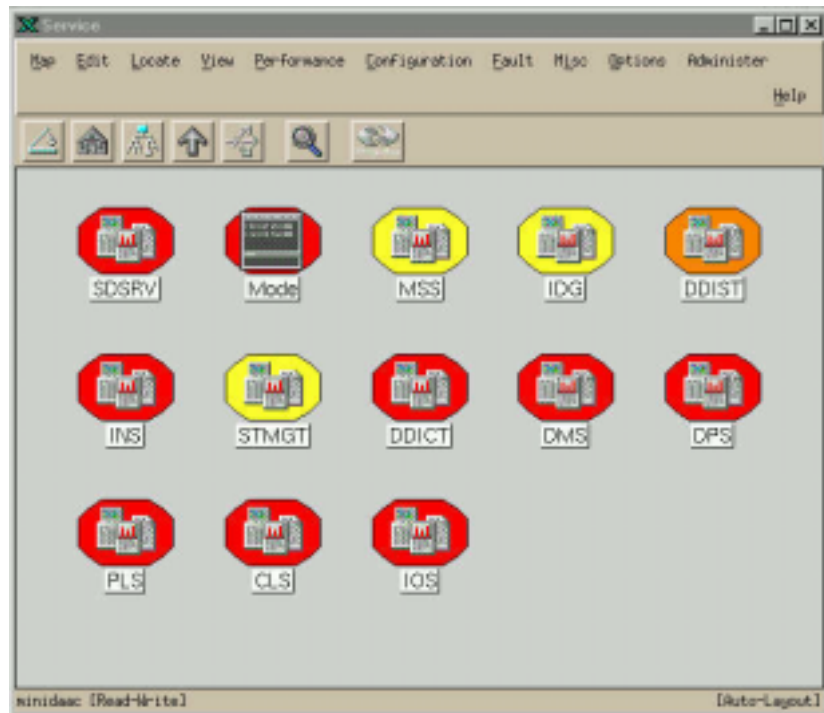 Service
Map Edit Locate View Performance Configuration Fault Misc Options Administer
Help
SDSRV Mode MSS IDG DDIST
INS STMGT DDICT DMS DPS
PLS CLS IOS
minidaac [Read-Write] [Auto-Layout]